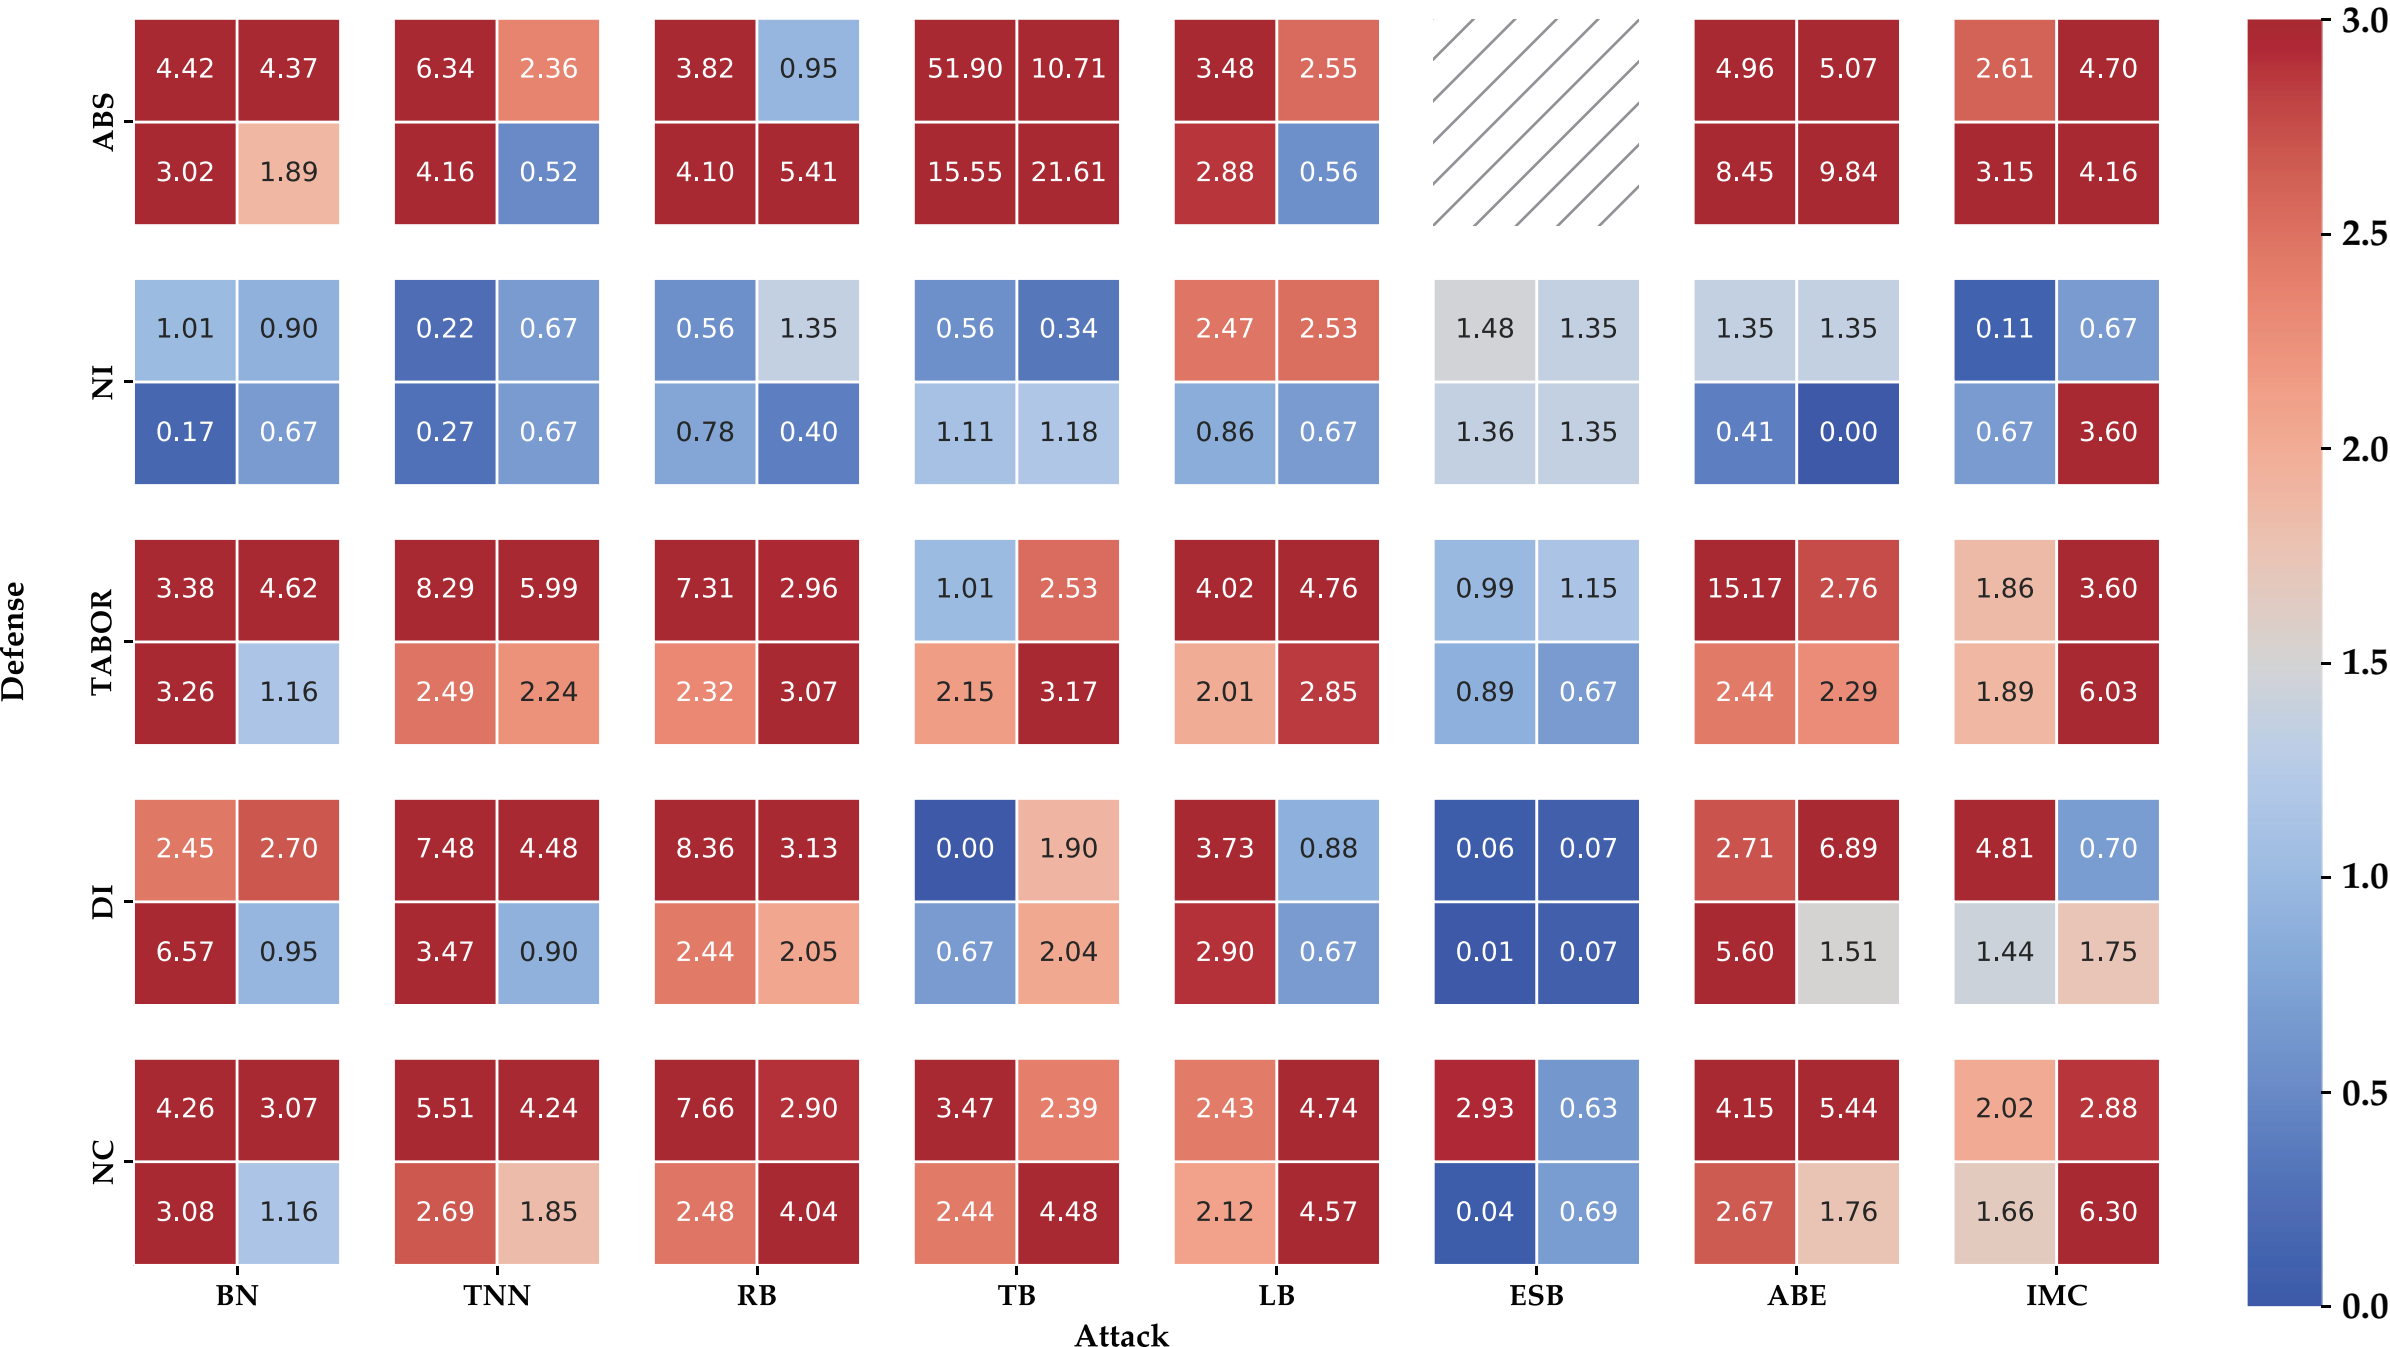 4.42 4.37 6.34 2.36 3.82 0.95 51.90 10.71 3.48 2.55 4.96 5.07 2.61 4.70
ABS
3.02 1.89 4.16 0.52 4.10 5.41 15.55 21.61 2.88 0.56 8.45 9.84 3.15 4.16
1.01 0.90 0.22 0.67 0.56 1.35 0.56 0.34 2.47 2.53 1.48 1.35 1.35 1.35 0.11 0.67
NI
0.17 0.67 0.27 0.67 0.78 0.40 1.11 1.18 0.86 0.67 1.36 1.35 0.41 0.00 0.67 3.60
3.38 4.62 8.29 5.99 7.31 2.96 1.01 2.53 4.02 4.76 0.99 1.15 15.17 2.76 1.86 3.60
TABOR
3.26 1.16 2.49 2.24 2.32 3.07 2.15 3.17 2.01 2.85 0.89 0.67 2.44 2.29 1.89 6.03
2.45 2.70 7.48 4.48 8.36 3.13 0.00 1.90 3.73 0.88 0.06 0.07 2.71 6.89 4.81 0.70
DI
6.57 0.95 3.47 0.90 2.44 2.05 0.67 2.04 2.90 0.67 0.01 0.07 5.60 1.51 1.44 1.75
4.26 3.07 5.51 4.24 7.66 2.90 3.47 2.39 2.43 4.74 2.93 0.63 4.15 5.44 2.02 2.88
NC
3.08 1.16 2.69 1.85 2.48 4.04 2.44 4.48 2.12 4.57 0.04 0.69 2.67 1.76 1.66 6.30
BN TNN RB TB LB ESB ABE IMC
Attack
Defense
3.0
2.5
2.0
1.5
1.0
0.5
0.0